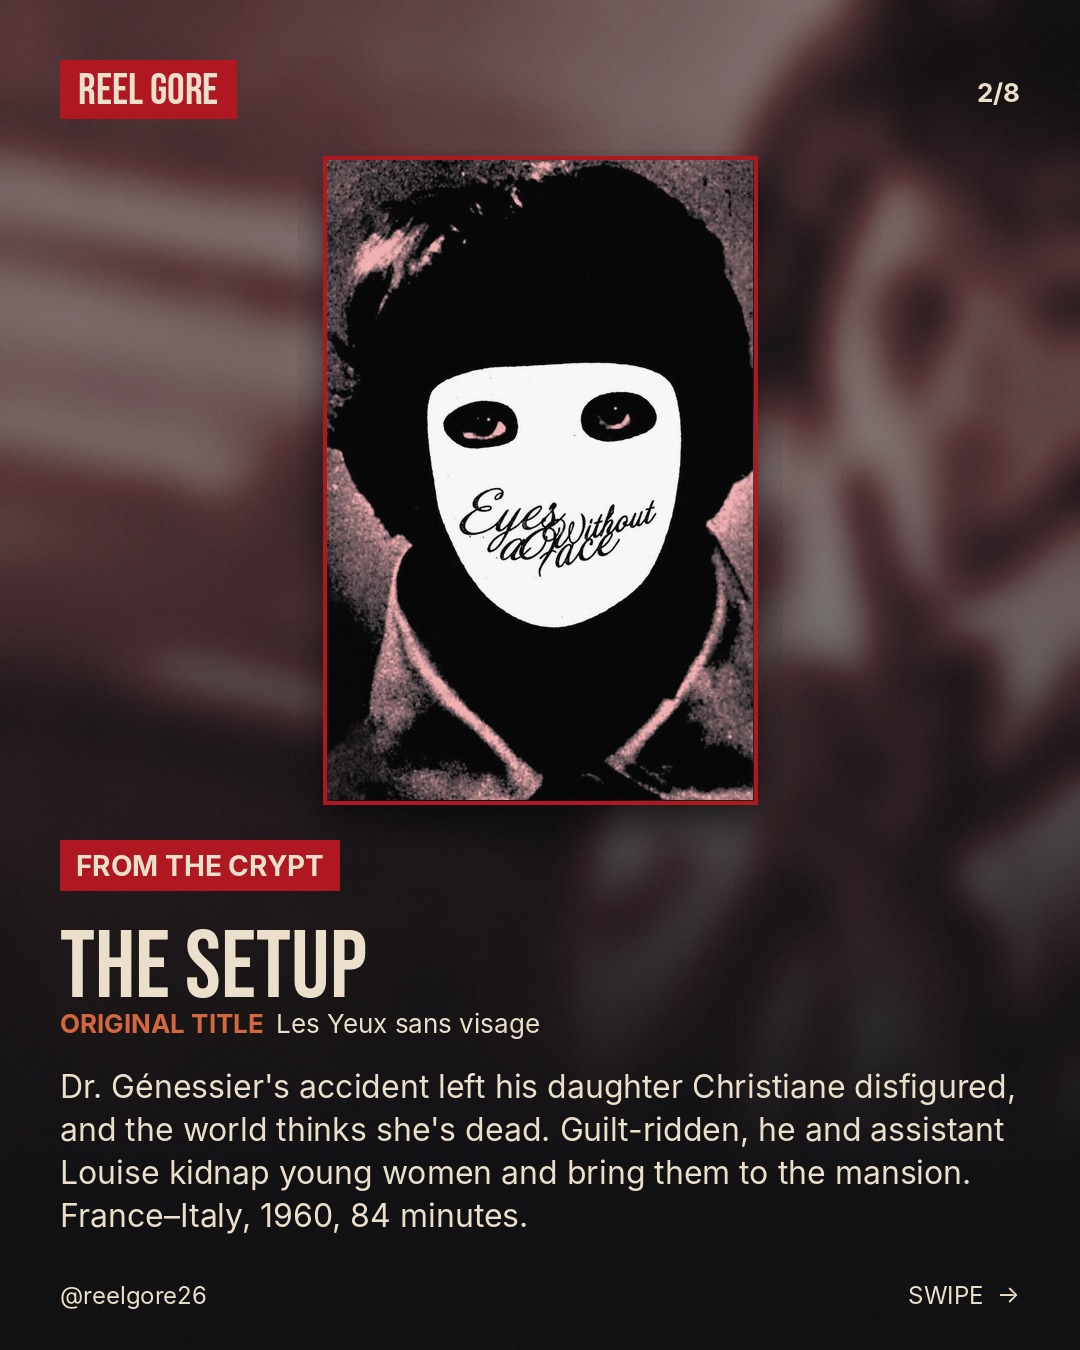 REEL GORE
2/8
Eyes Without
a Face
FROM THE CRYPT
THE SETUP
ORIGINAL TITLE Les Yeux sans visage
Dr. Génessier's accident left his daughter Christiane disfigured,
and the world thinks she's dead. Guilt-ridden, he and assistant
Louise kidnap young women and bring them to the mansion.
France–Italy, 1960, 84 minutes.
@reelgore26
SWIPE →